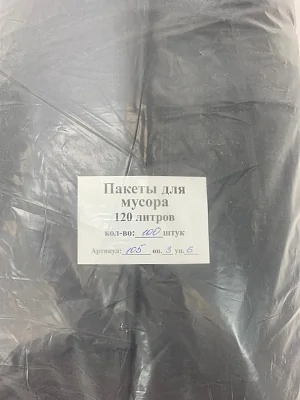 Пакеты для
мусора
120 литров
кол-во: 100 штук
Артикул: 105 оп. 3 уп. 6